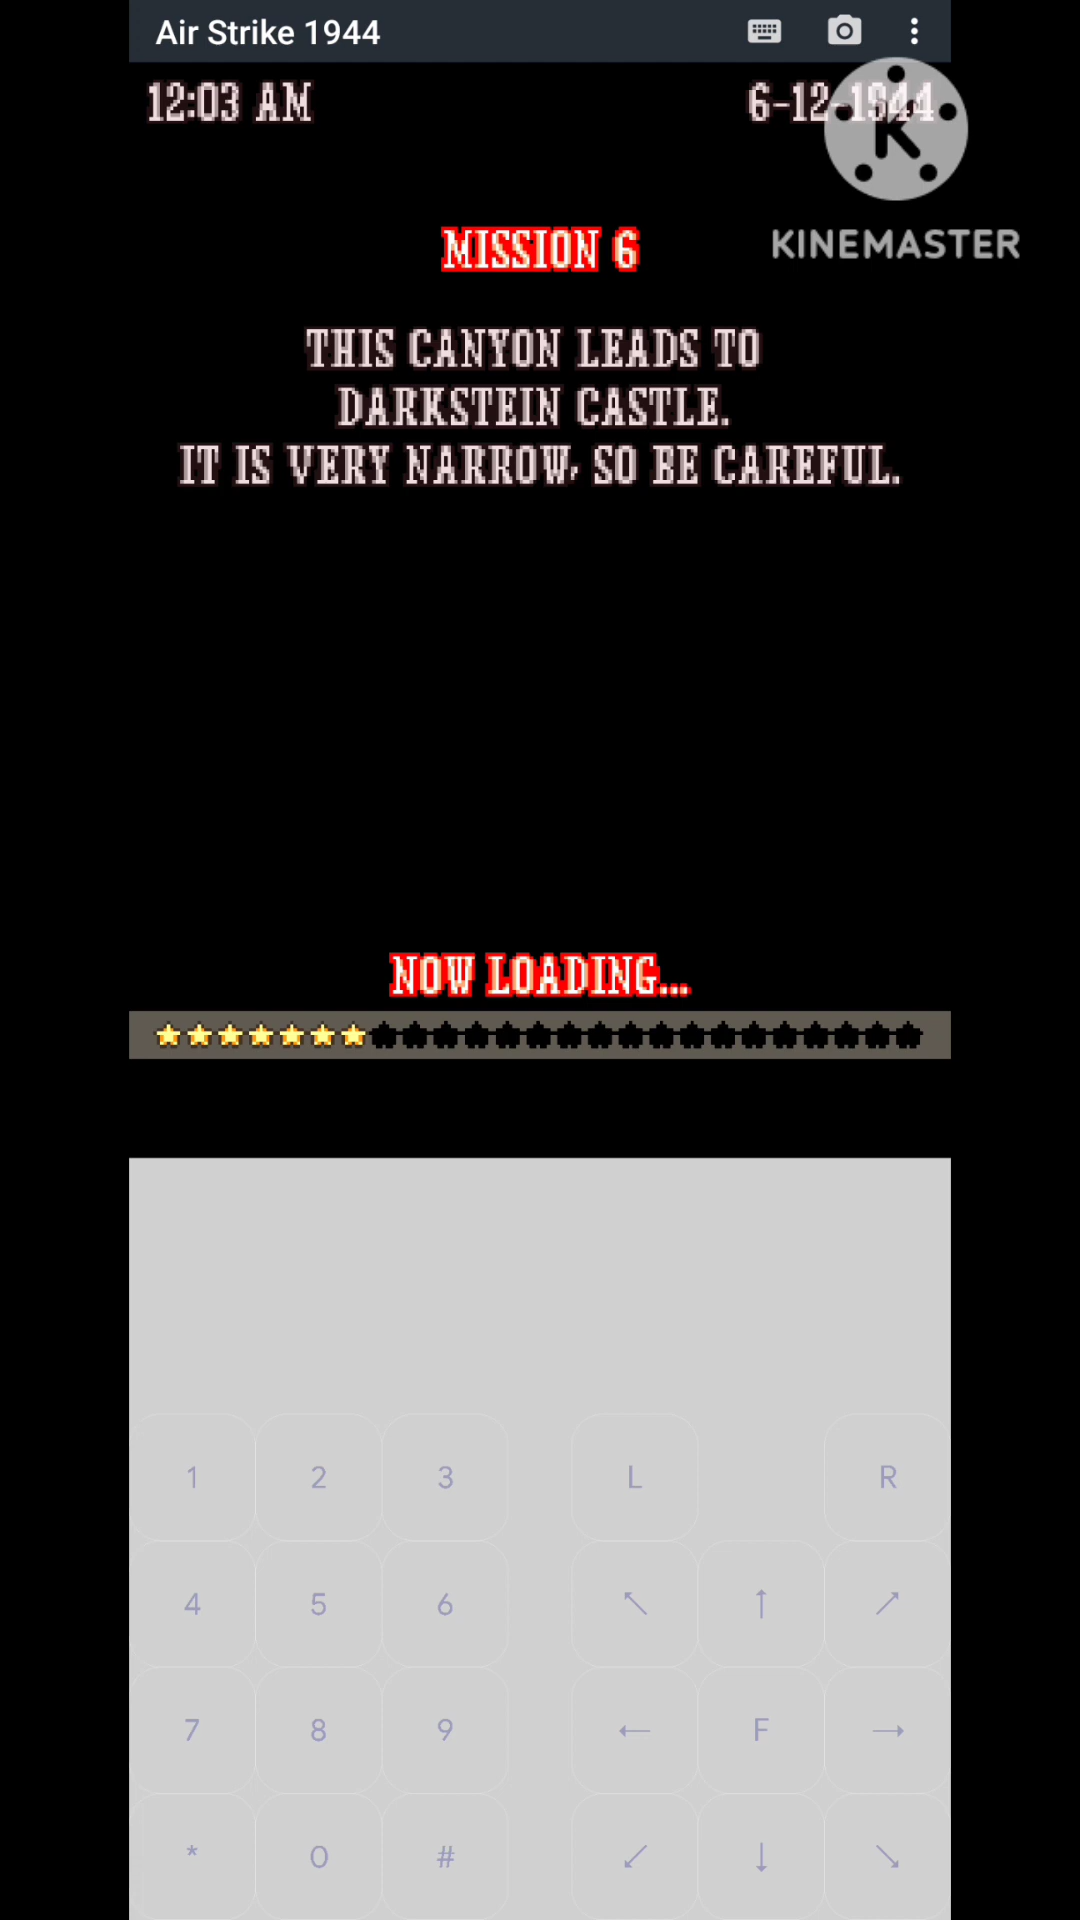 Air Strike 1944
12:03 AM 6-12-1944
K
KINEMASTER
MISSION 6
THIS CANYON LEADS TO
DARKSTEIN CASTLE.
IT IS VERY NARROW, SO BE CAREFUL.
NOW LOADING...
1 2 3 L R
4 5 6 ↖ ↑ ↗
7 8 9 ← F →
* 0 # ↙ ↓ ↘